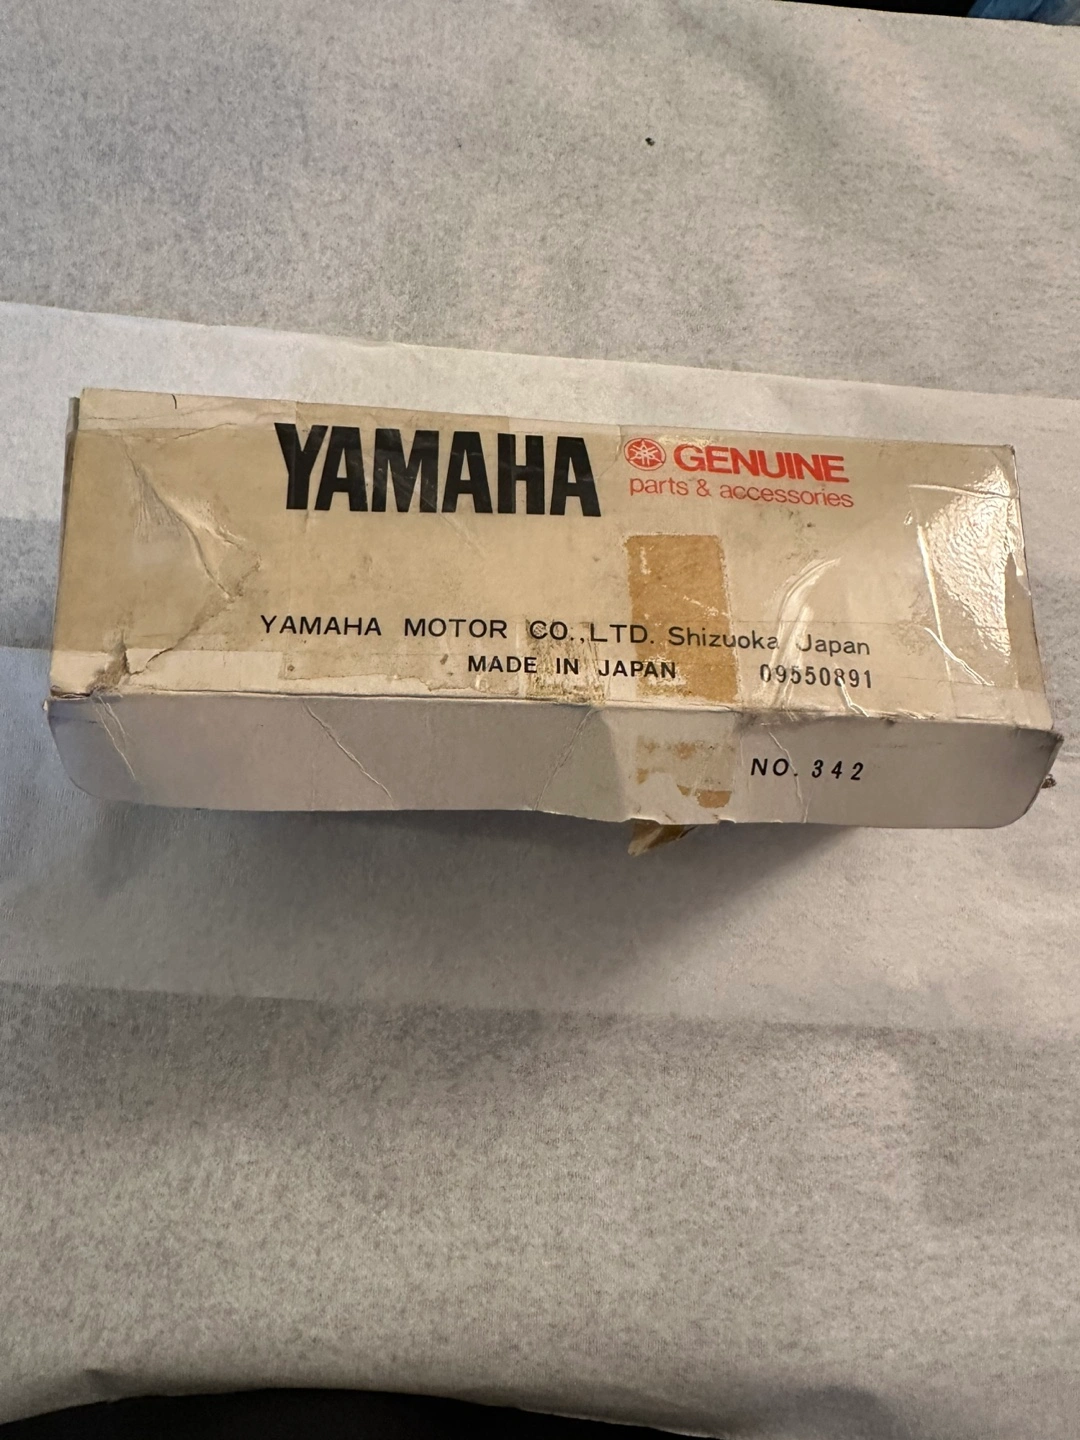 YAMAHA
GENUINE
parts & accessories
YAMAHA MOTOR CO.,LTD. Shizuoka Japan
MADE IN JAPAN 09550891
NO. 342